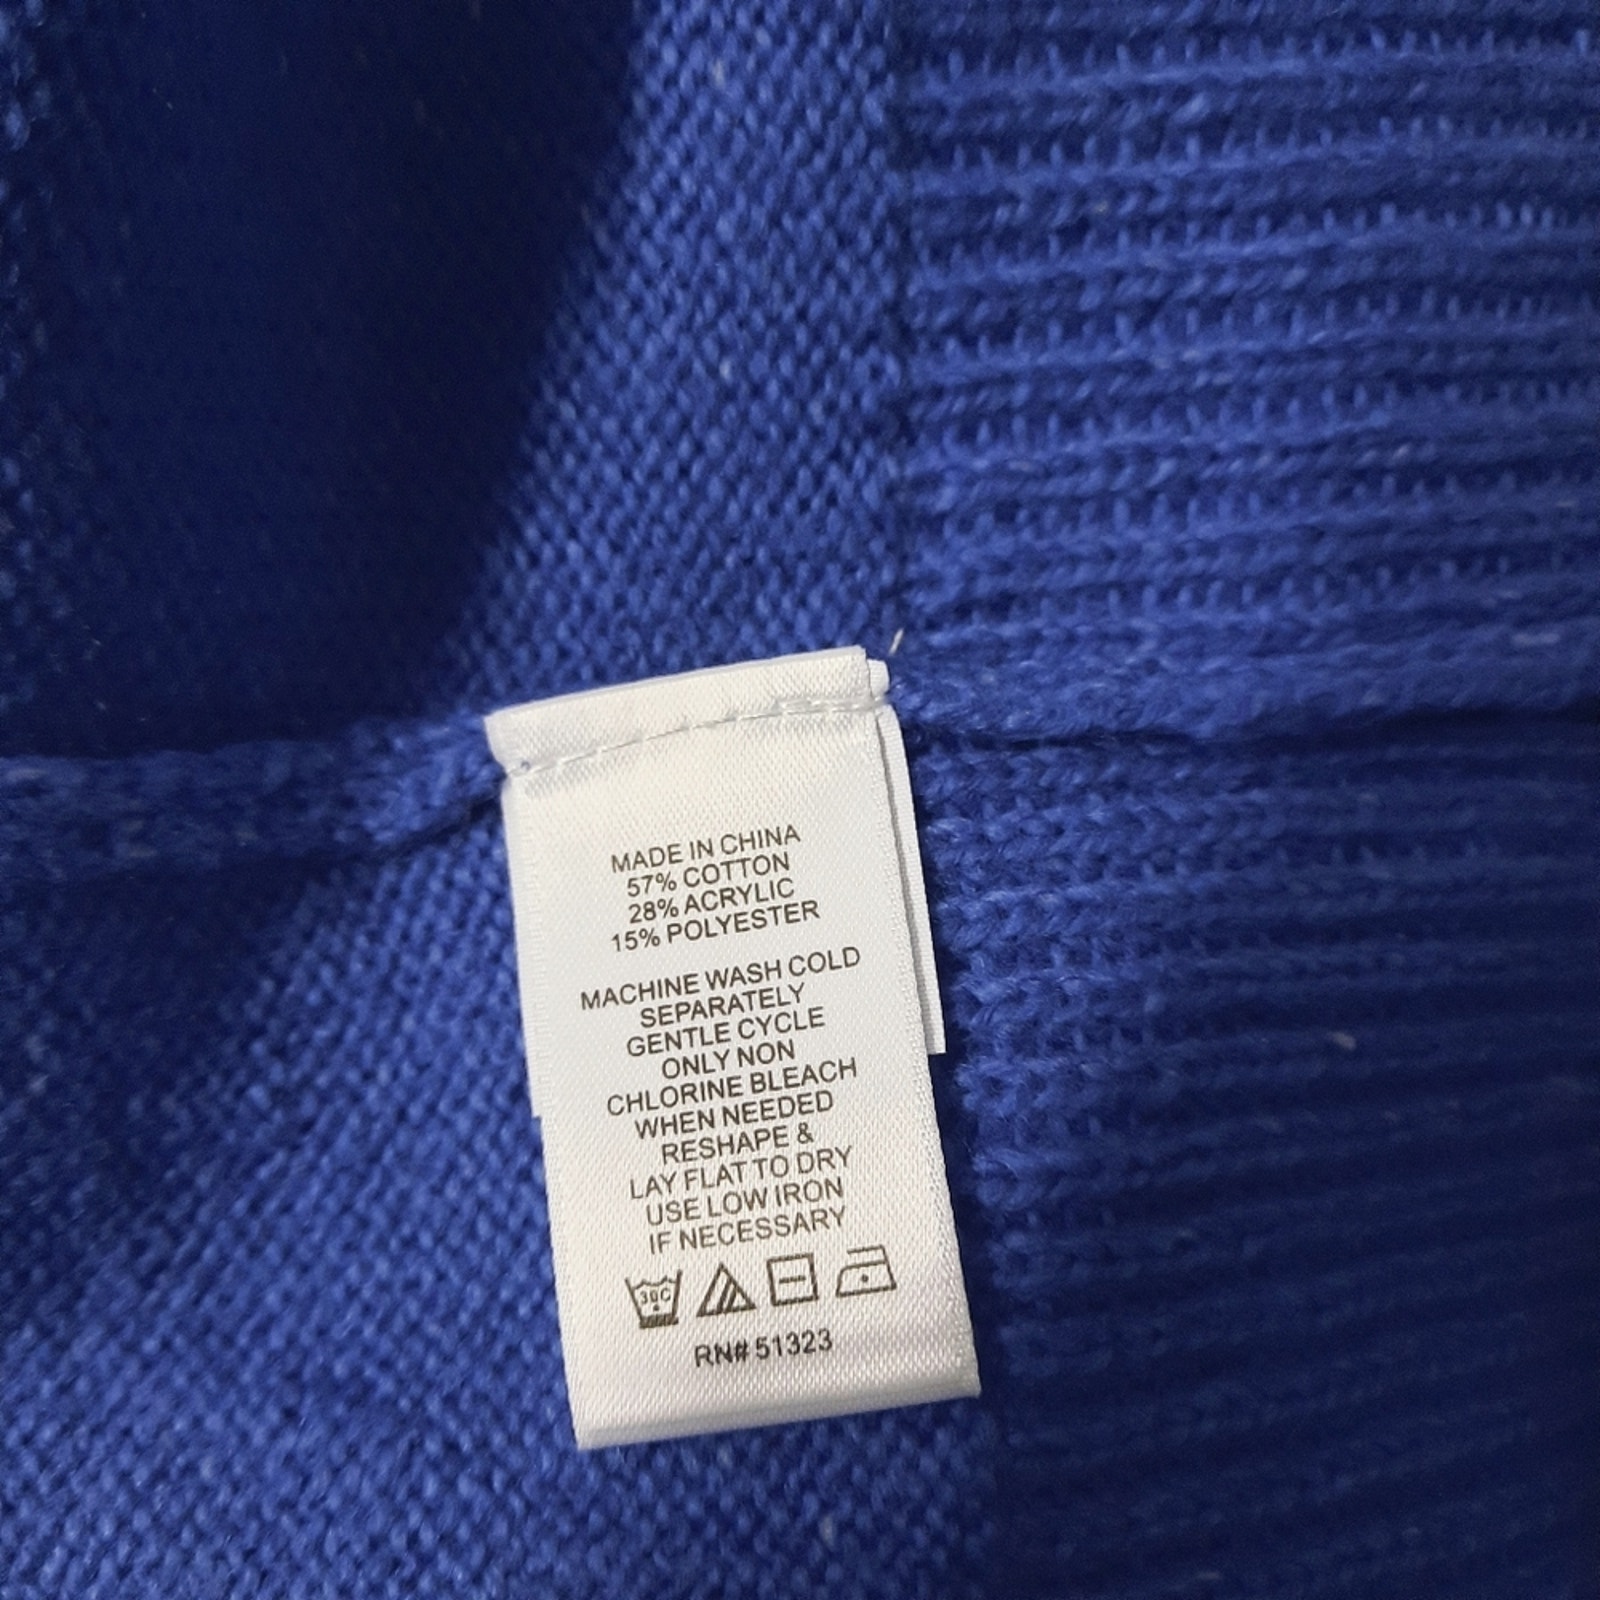 MADE IN CHINA
57% COTTON
28% ACRYLIC
15% POLYESTER
MACHINE WASH COLD
SEPARATELY
GENTLE CYCLE
ONLY NON
CHLORINE BLEACH
WHEN NEEDED
RESHAPE &
LAY FLAT TO DRY
USE LOW IRON
IF NECESSARY
30C
RN# 51323